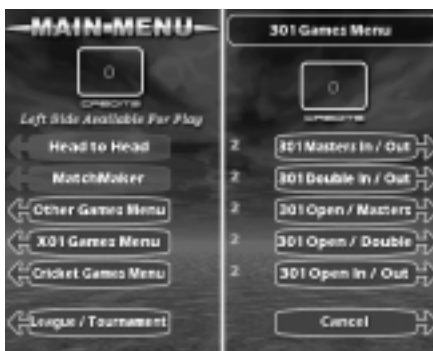 MAIN-MENU
0
CREDITS
Left Side Available For Play
Head to Head
MatchMaker
Other Games Menu
X01 Games Menu
Cricket Games Menu
League / Tournament
301 Games Menu
0
CREDITS
2 301 Masters In / Out
2 301 Double In / Out
2 301 Open / Masters
2 301 Open / Double
2 301 Open In / Out
Cancel